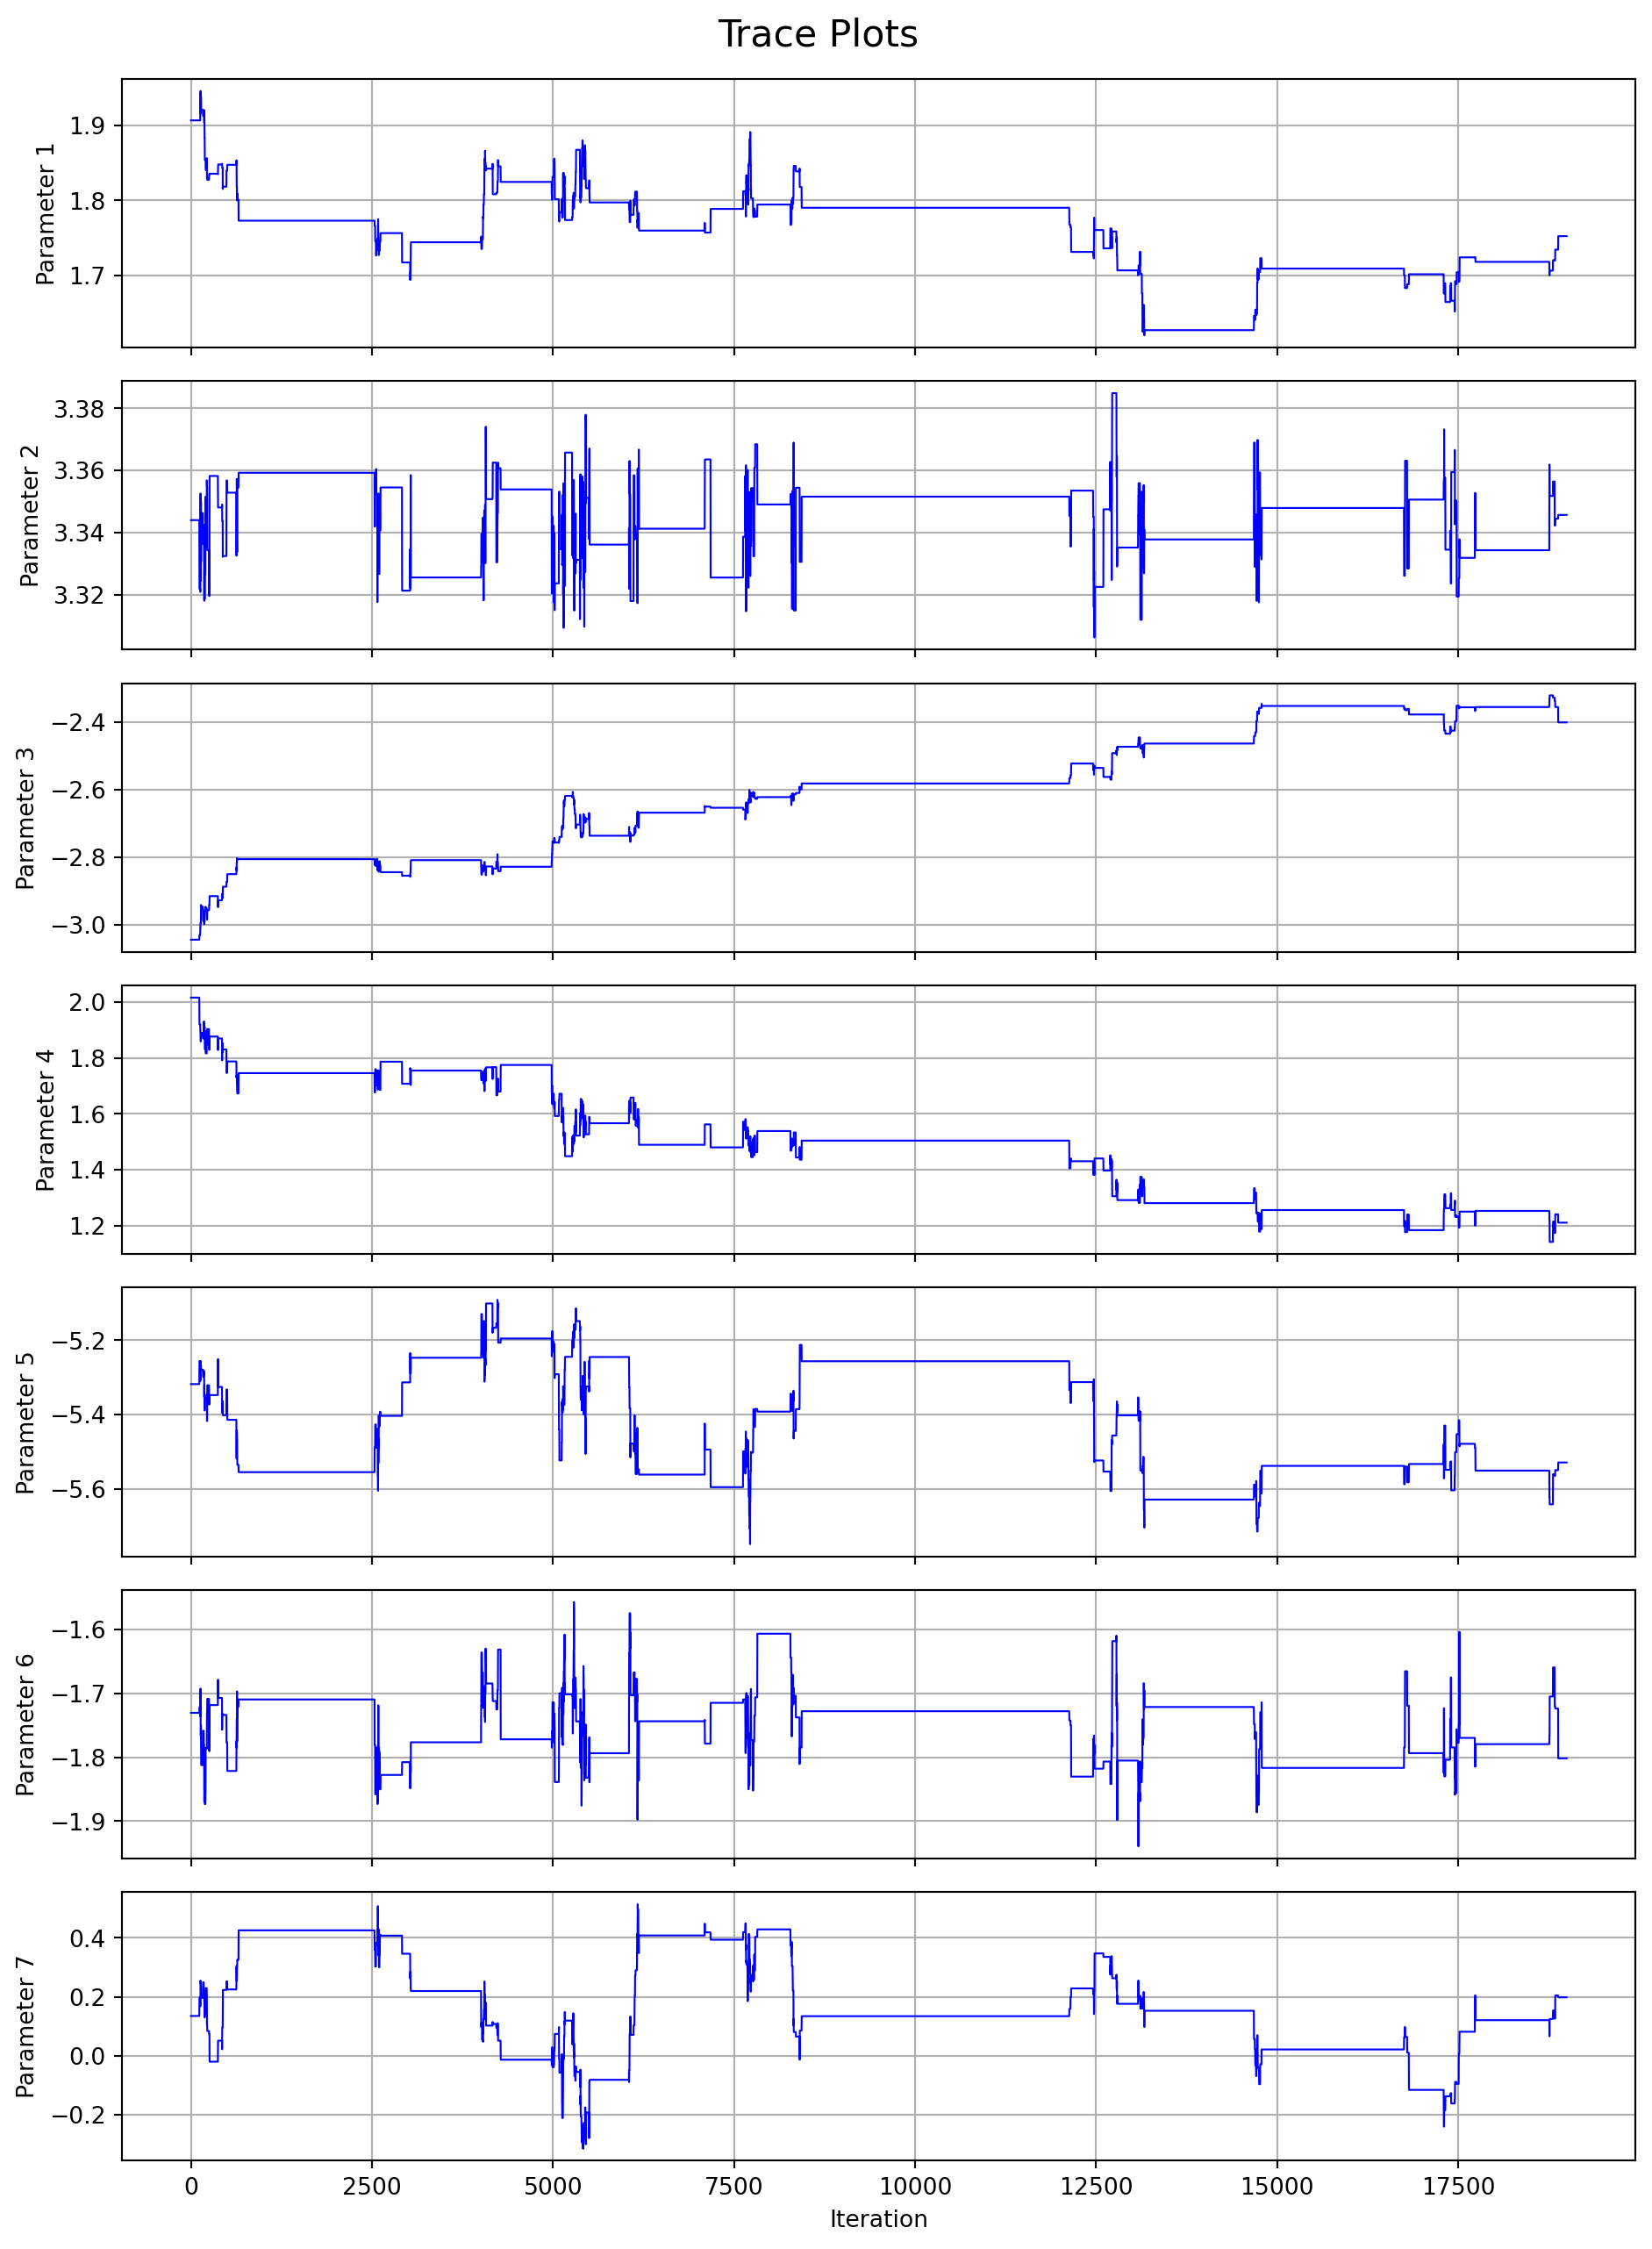 Trace Plots
Parameter 1
1.9
1.8
1.7
Parameter 2
3.38
3.36
3.34
3.32
Parameter 3
−2.4
−2.6
−2.8
−3.0
Parameter 4
2.0
1.8
1.6
1.4
1.2
Parameter 5
−5.2
−5.4
−5.6
Parameter 6
−1.6
−1.7
−1.8
−1.9
Parameter 7
0.4
0.2
0.0
−0.2
0 2500 5000 7500 10000 12500 15000 17500
Iteration